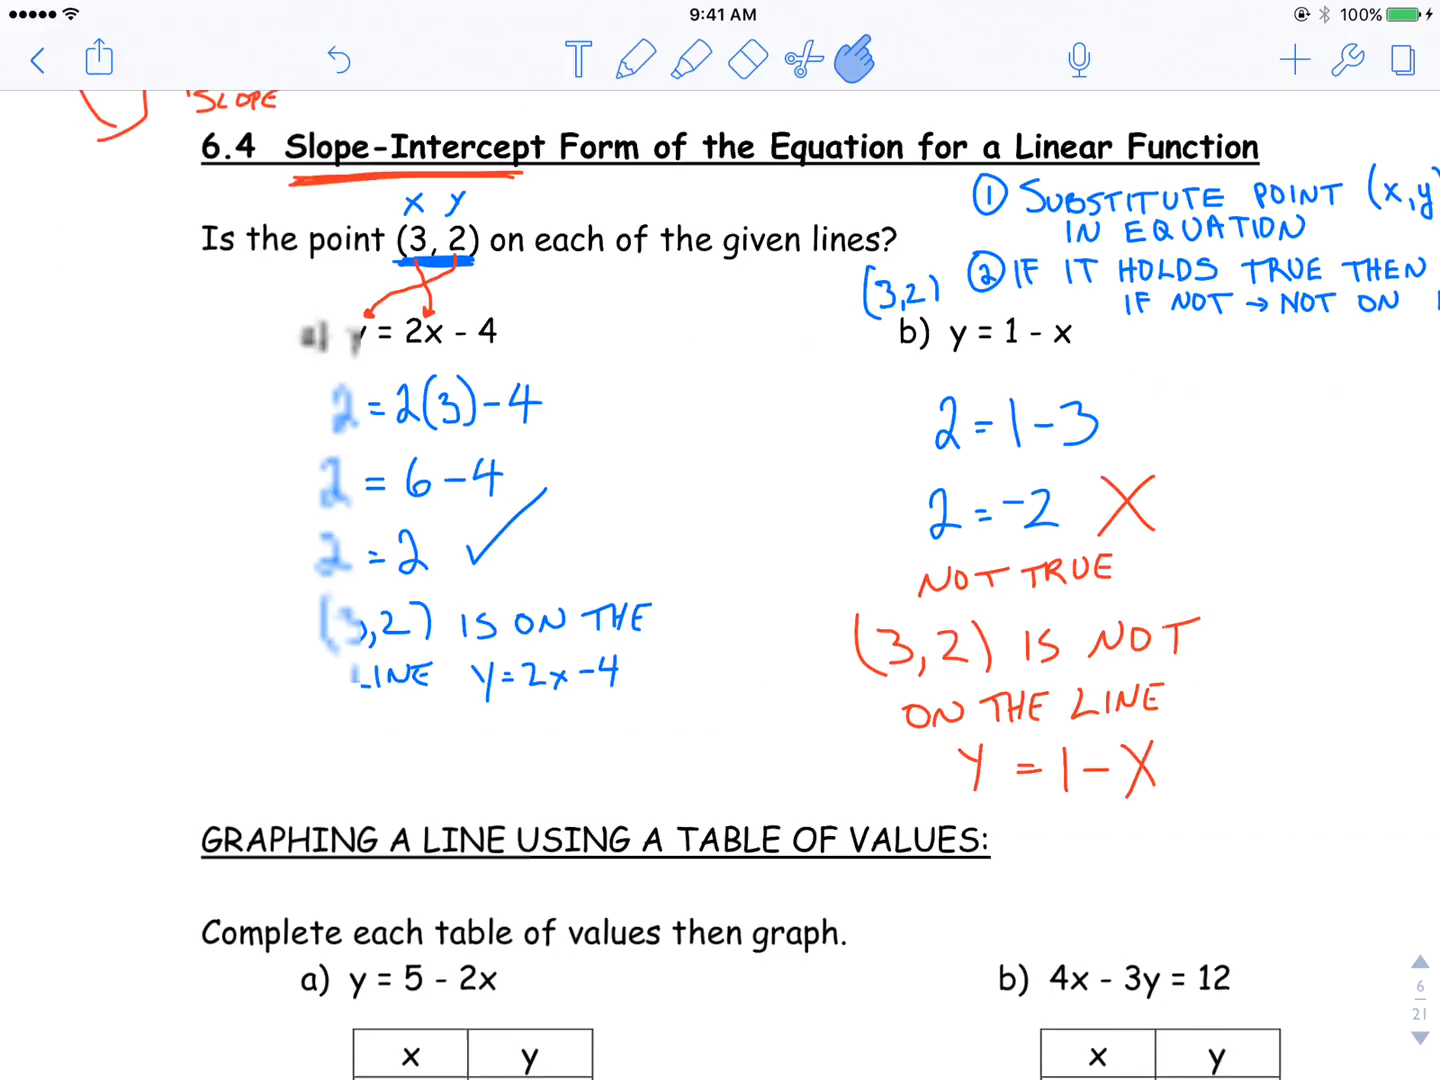 9:41 AM
100%
SLOPE
6.4 Slope-Intercept Form of the Equation for a Linear Function
x y
Is the point (3, 2) on each of the given lines?
① SUBSTITUTE POINT (x,y
IN EQUATION
② IF IT HOLDS TRUE THEN
IF NOT → NOT ON
a) y = 2x - 4
2 = 2(3) - 4
2 = 6 - 4
2 = 2 ✓
(3,2) IS ON THE
LINE y = 2x - 4
(3,2)
b) y = 1 - x
2 = 1 - 3
2 = -2 X
NOT TRUE
(3,2) IS NOT
ON THE LINE
y = 1 - x
GRAPHING A LINE USING A TABLE OF VALUES:
Complete each table of values then graph.
a) y = 5 - 2x
x y
b) 4x - 3y = 12
x y
6
21